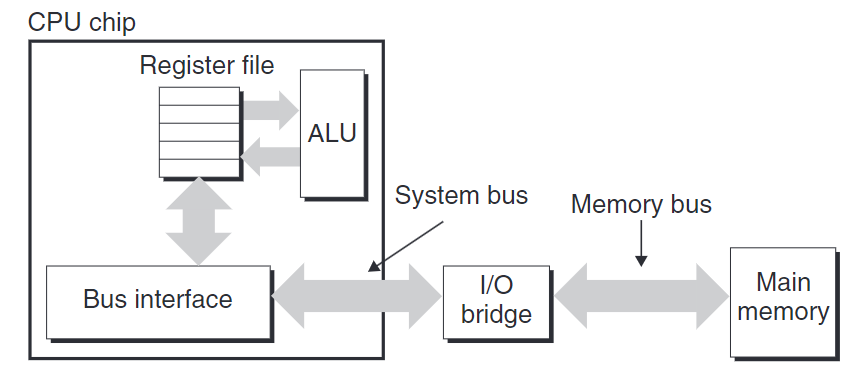 CPU chip
Register file
ALU
System bus
Memory bus
Bus interface
I/O
bridge
Main
memory